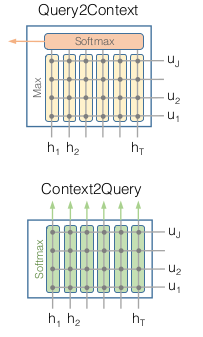 Query2Context
Softmax
Max
u_J
u_2
u_1
h_1 h_2 h_T
Context2Query
Softmax
u_J
u_2
u_1
h_1 h_2 h_T